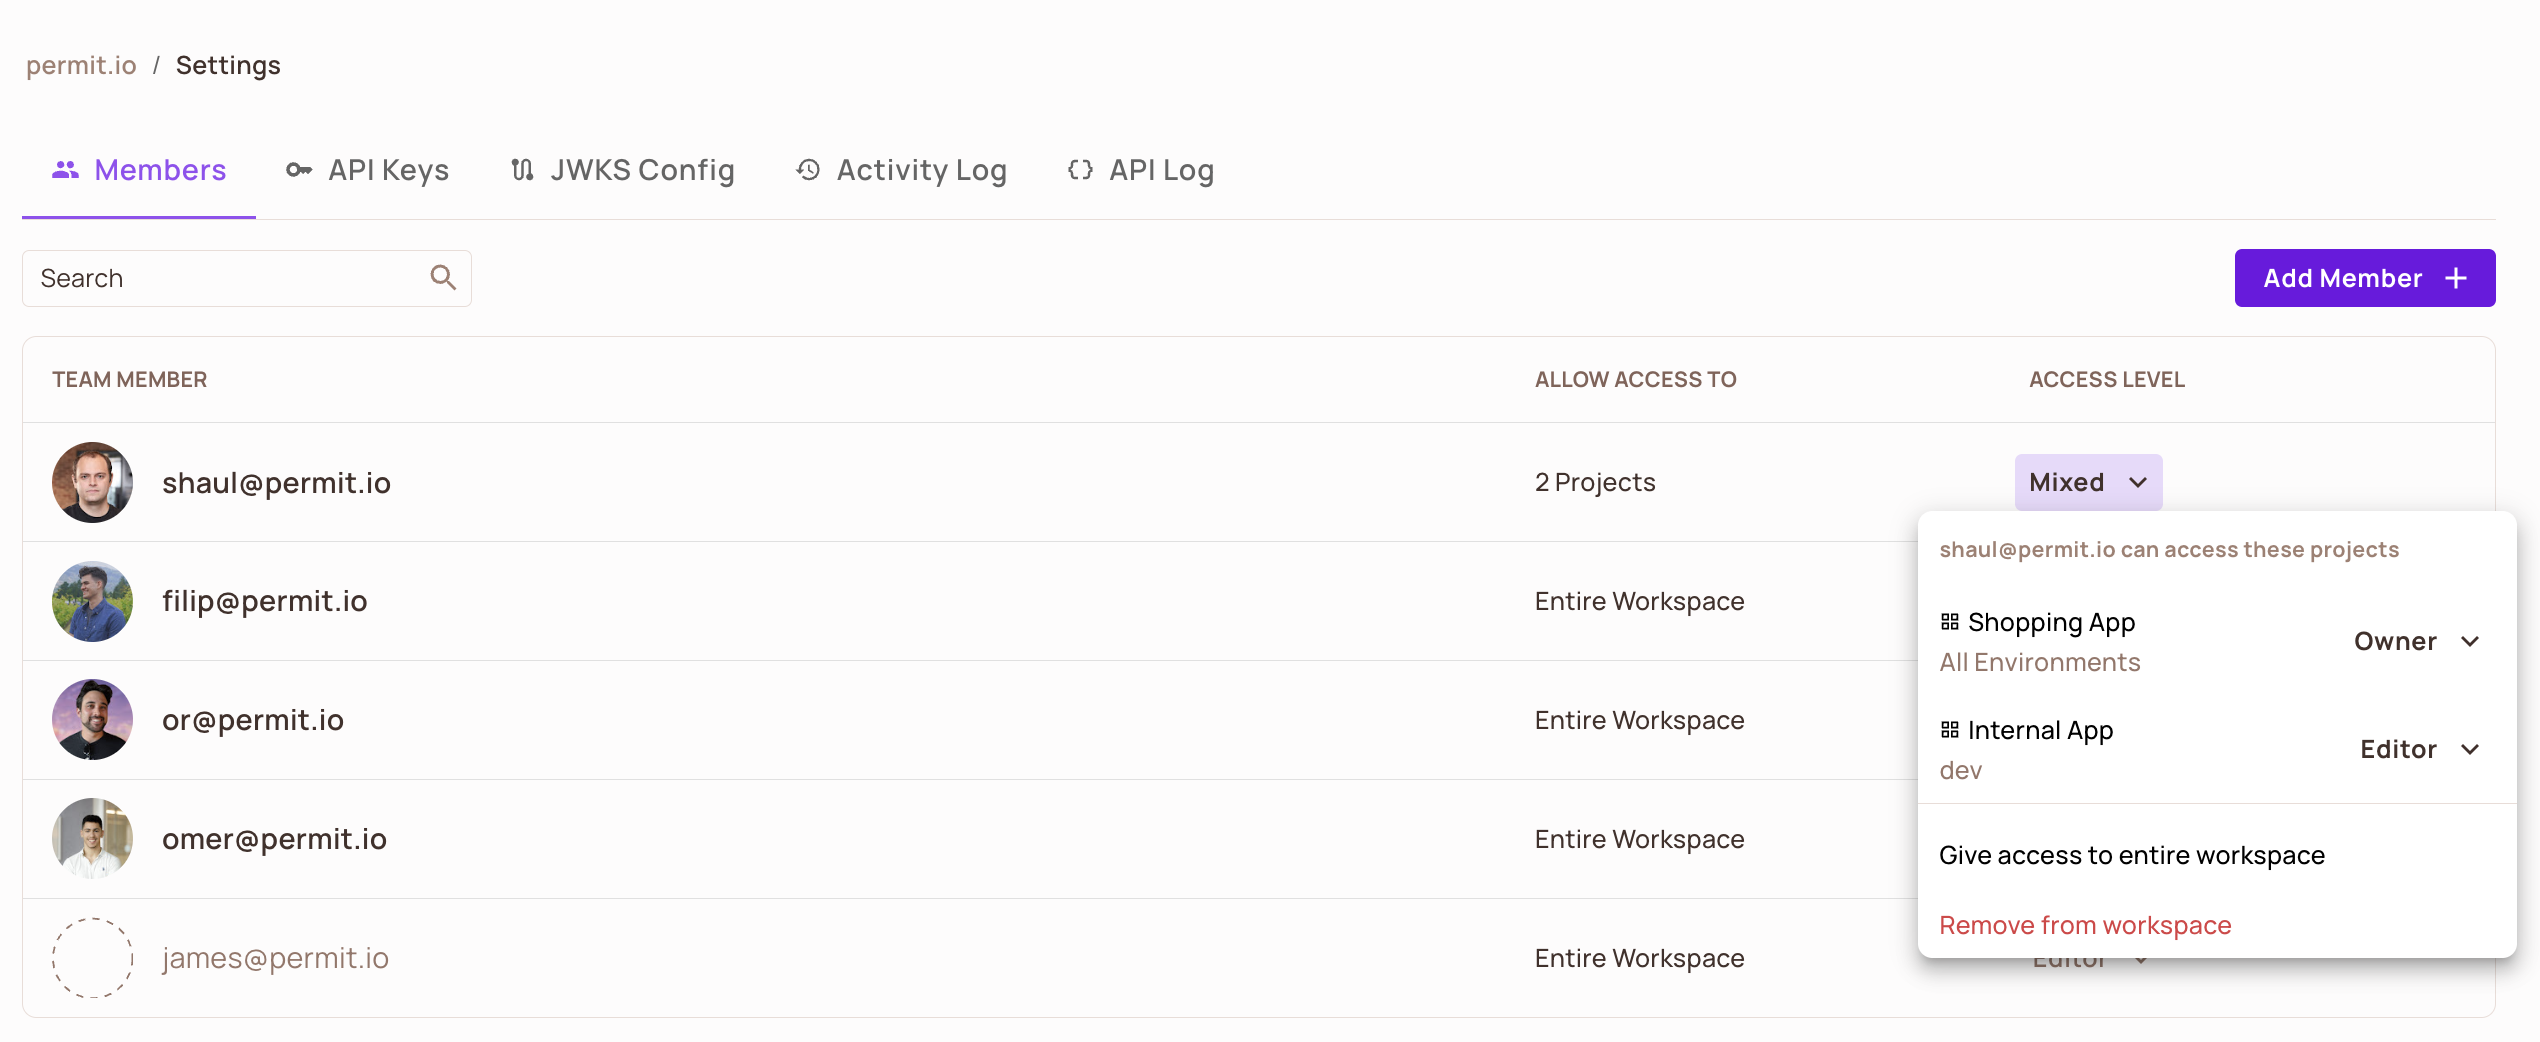 permit.io / Settings
Members API Keys JWKS Config Activity Log API Log
Search
Add Member
TEAM MEMBER ALLOW ACCESS TO ACCESS LEVEL
shaul@permit.io 2 Projects Mixed
shaul@permit.io can access these projects
Shopping App
All Environments
Owner
Internal App
dev
Editor
Give access to entire workspace
Remove from workspace
filip@permit.io Entire Workspace
or@permit.io Entire Workspace
omer@permit.io Entire Workspace
james@permit.io Entire Workspace Editor